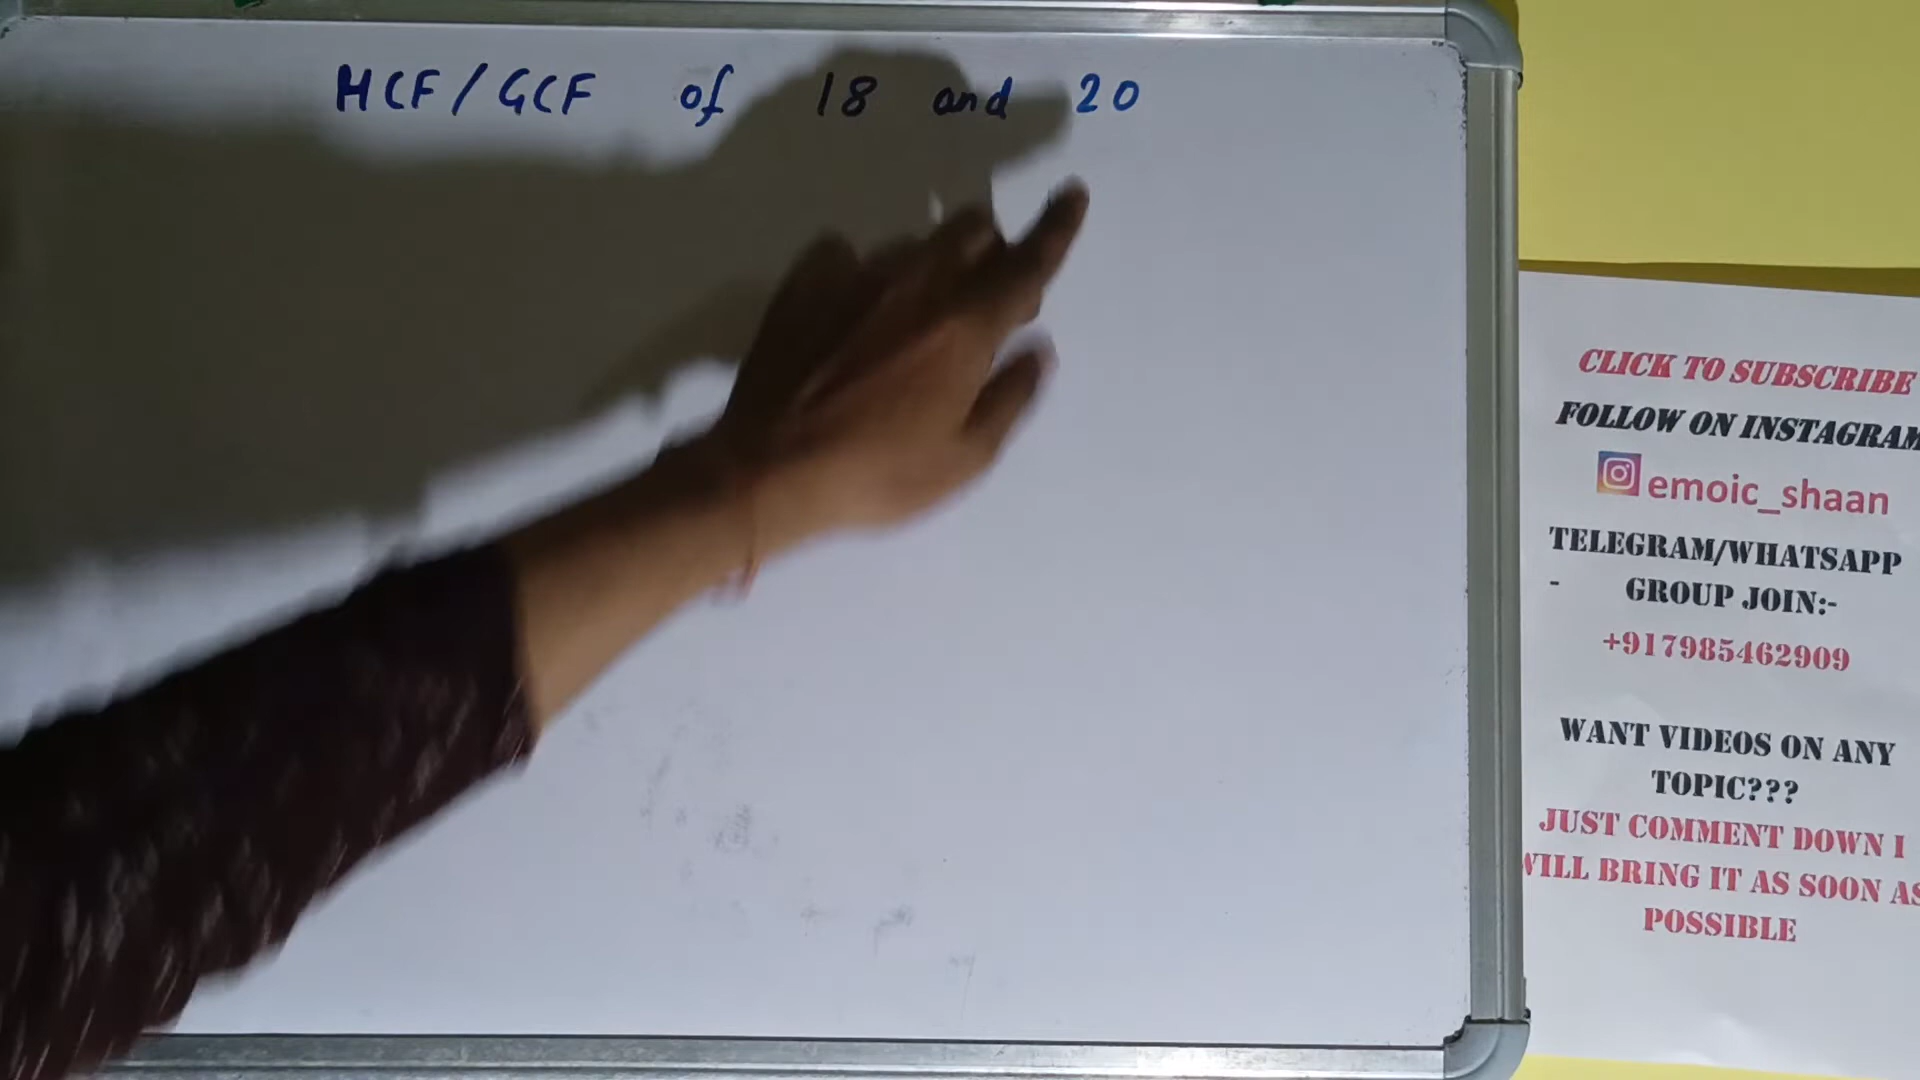 HCF/GCF of 18 and 20
CLICK TO SUBSCRIBE
FOLLOW ON INSTAGRAM
emoic_shaan
TELEGRAM/WHATSAPP
- GROUP JOIN:-
+917985462909
WANT VIDEOS ON ANY
TOPIC???
JUST COMMENT DOWN I
WILL BRING IT AS SOON AS
POSSIBLE